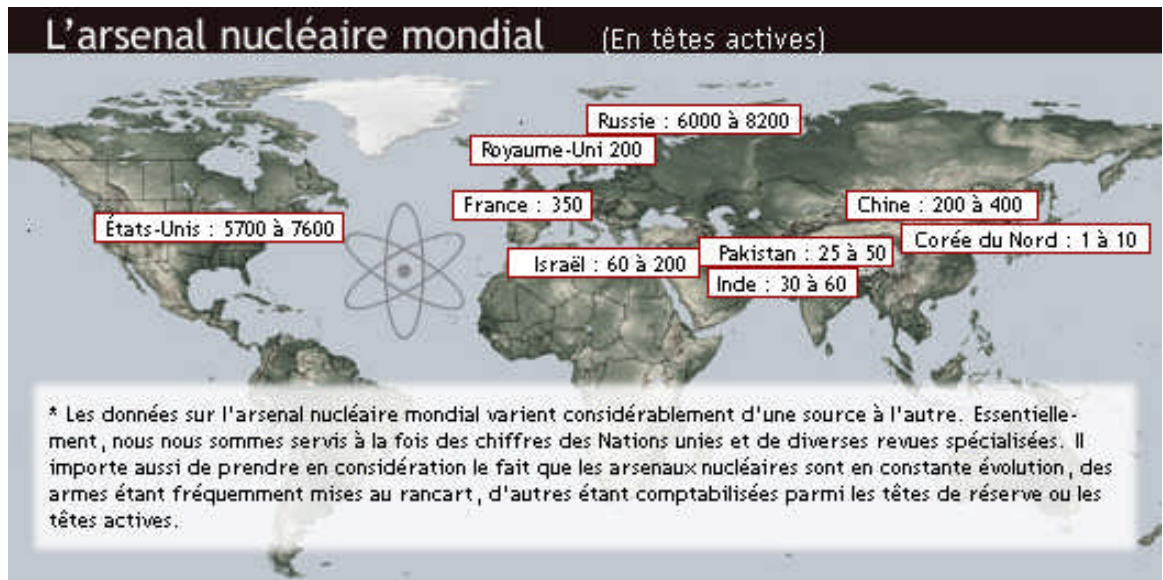 L'arsenal nucléaire mondial (En têtes actives)
Russie : 6000 à 8200
Royaume-Uni 200
France : 350
Chine : 200 à 400
États-Unis : 5700 à 7600
Corée du Nord : 1 à 10
Pakistan : 25 à 50
Israël : 60 à 200
Inde : 30 à 60
* Les données sur l'arsenal nucléaire mondial varient considérablement d'une source à l'autre. Essentielle-
ment, nous nous sommes servis à la fois des chiffres des Nations unies et de diverses revues spécialisées. Il
importe aussi de prendre en considération le fait que les arsenaux nucléaires sont en constante évolution, des
armes étant fréquemment mises au rancart, d'autres étant comptabilisées parmi les têtes de réserve ou les
têtes actives.